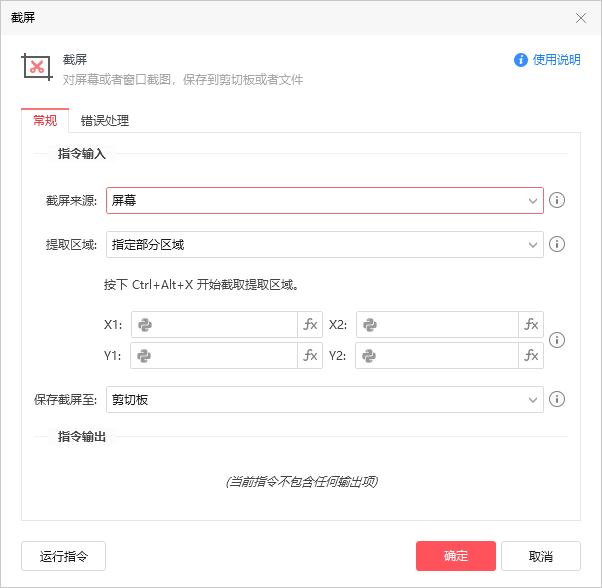 截屏
截屏
使用说明
对屏幕或者窗口截图，保存到剪切板或者文件
常规 错误处理
指令输入
截屏来源: 屏幕
提取区域: 指定部分区域
按下 Ctrl+Alt+X 开始截取提取区域。
X1: fx X2: fx
Y1: fx Y2: fx
保存截屏至: 剪切板
指令输出
(当前指令不包含任何输出项)
运行指令 确定 取消